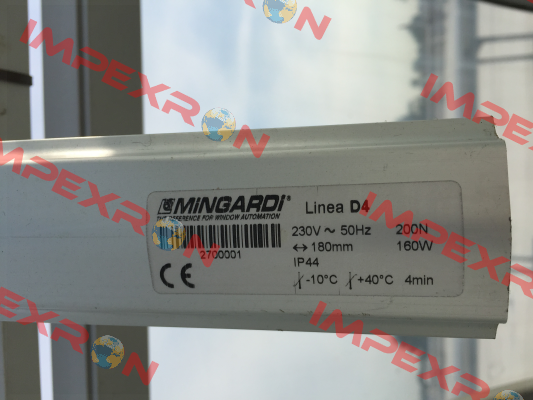 MiNGARDi®
THE REFERENCE FOR WINDOW AUTOMATION
2700001
CE
Linea D4
230V ~ 50Hz 200N
↔ 180mm 160W
IP44
-10°C +40°C 4min
IMPEXRON
IMPEXRON
IMPEXRON
IMPEXRON
IMPEXRON